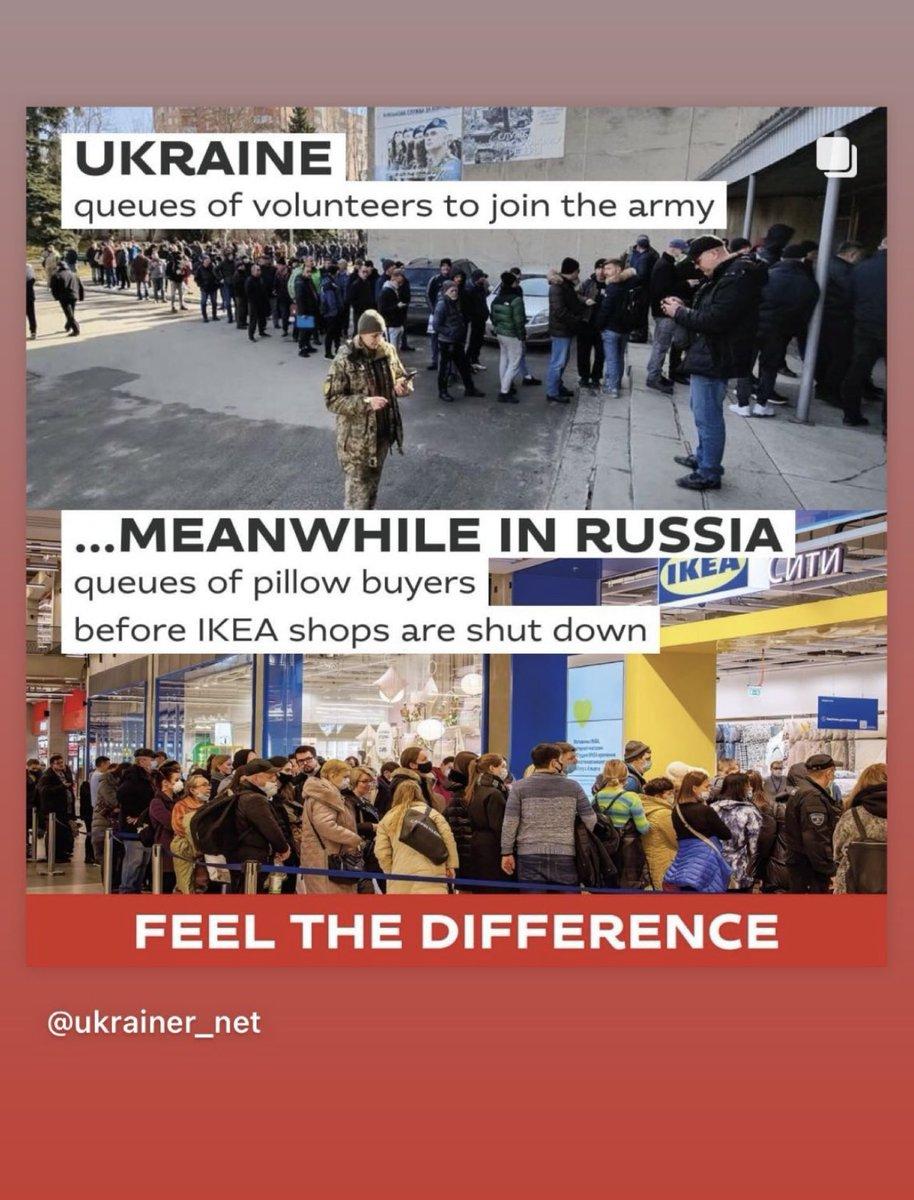 UKRAINE
queues of volunteers to join the army
...MEANWHILE IN RUSSIA
queues of pillow buyers
before IKEA shops are shut down
IKEA
СИТИ
FEEL THE DIFFERENCE
@ukrainer_net